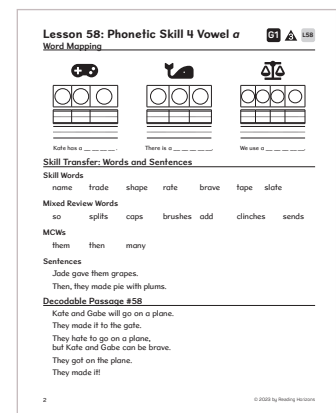 Lesson 58: Phonetic Skill 4 Vowel a
G1 3 L58
Word Mapping
Kate has a _ _ _ _. There is a _ _ _ _ _. We use a _ _ _ _ _.
Skill Transfer: Words and Sentences
Skill Words
name trade shape rate brave tape slate
Mixed Review Words
so splits caps brushes add clinches sends
MCWs
them then many
Sentences
Jade gave them grapes.
Then, they made pie with plums.
Decodable Passage #58
Kate and Gabe will go on a plane.
They made it to the gate.
They hate to go on a plane,
but Kate and Gabe can be brave.
They got on the plane.
They made it!
2 © 2023 by Reading Horizons